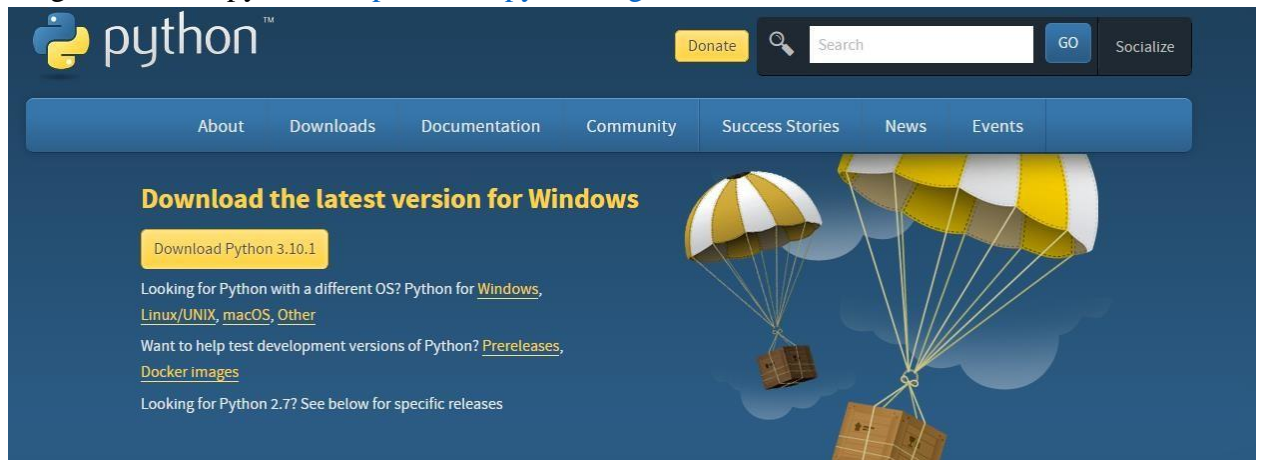 python™
Donate
Search
GO
Socialize
About Downloads Documentation Community Success Stories News Events
Download the latest version for Windows
Download Python 3.10.1
Looking for Python with a different OS? Python for Windows,
Linux/UNIX, macOS, Other
Want to help test development versions of Python? Prereleases,
Docker images
Looking for Python 2.7? See below for specific releases